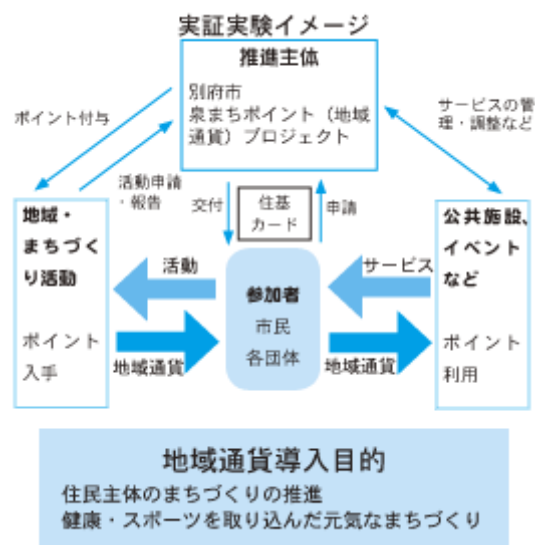 実証実験イメージ
推進主体
別府市
泉まちポイント（地域
通貨）プロジェクト
ポイント付与
サービスの管
理・調整など
活動申請
・報告
交付
住基
カード
申請
地域・
まちづく
り活動
ポイント
入手
活動
地域通貨
参加者
市民
各団体
サービス
地域通貨
公共施設、
イベント
など
ポイント
利用
地域通貨導入目的
住民主体のまちづくりの推進
健康・スポーツを取り込んだ元気なまちづくり